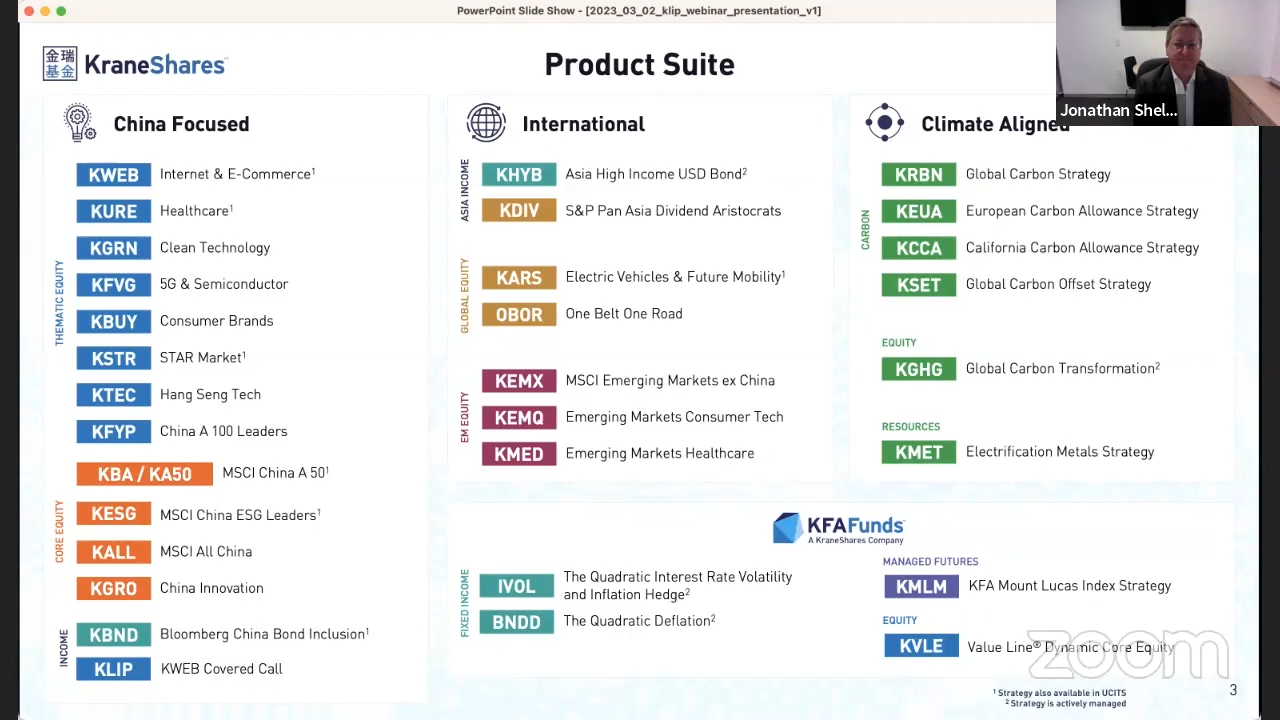 PowerPoint Slide Show - [2023_03_02_klip_webinar_presentation_v1]
金瑞
基金
KraneShares
Product Suite
Jonathan Shel...
China Focused
THEMATIC EQUITY
KWEB Internet & E-Commerce¹
KURE Healthcare¹
KGRN Clean Technology
KFVG 5G & Semiconductor
KBUY Consumer Brands
KSTR STAR Market¹
KTEC Hang Seng Tech
KFYP China A 100 Leaders
CORE EQUITY
KBA / KA50 MSCI China A 50¹
KESG MSCI China ESG Leaders¹
KALL MSCI All China
KGRO China Innovation
INCOME
KBND Bloomberg China Bond Inclusion¹
KLIP KWEB Covered Call
International
ASIA INCOME
KHYB Asia High Income USD Bond²
KDIV S&P Pan Asia Dividend Aristocrats
GLOBAL EQUITY
KARS Electric Vehicles & Future Mobility¹
OBOR One Belt One Road
EM EQUITY
KEMX MSCI Emerging Markets ex China
KEMQ Emerging Markets Consumer Tech
KMED Emerging Markets Healthcare
Climate Aligned
CARBON
KRBN Global Carbon Strategy
KEUA European Carbon Allowance Strategy
KCCA California Carbon Allowance Strategy
KSET Global Carbon Offset Strategy
EQUITY
KGHG Global Carbon Transformation²
RESOURCES
KMET Electrification Metals Strategy
KFAFunds™
A KraneShares Company
FIXED INCOME
IVOL The Quadratic Interest Rate Volatility
and Inflation Hedge²
BNDD The Quadratic Deflation²
MANAGED FUTURES
KMLM KFA Mount Lucas Index Strategy
EQUITY
KVLE Value Line® Dynamic Core Equity
zoom
¹ Strategy also available in UCITS
² Strategy is actively managed
3